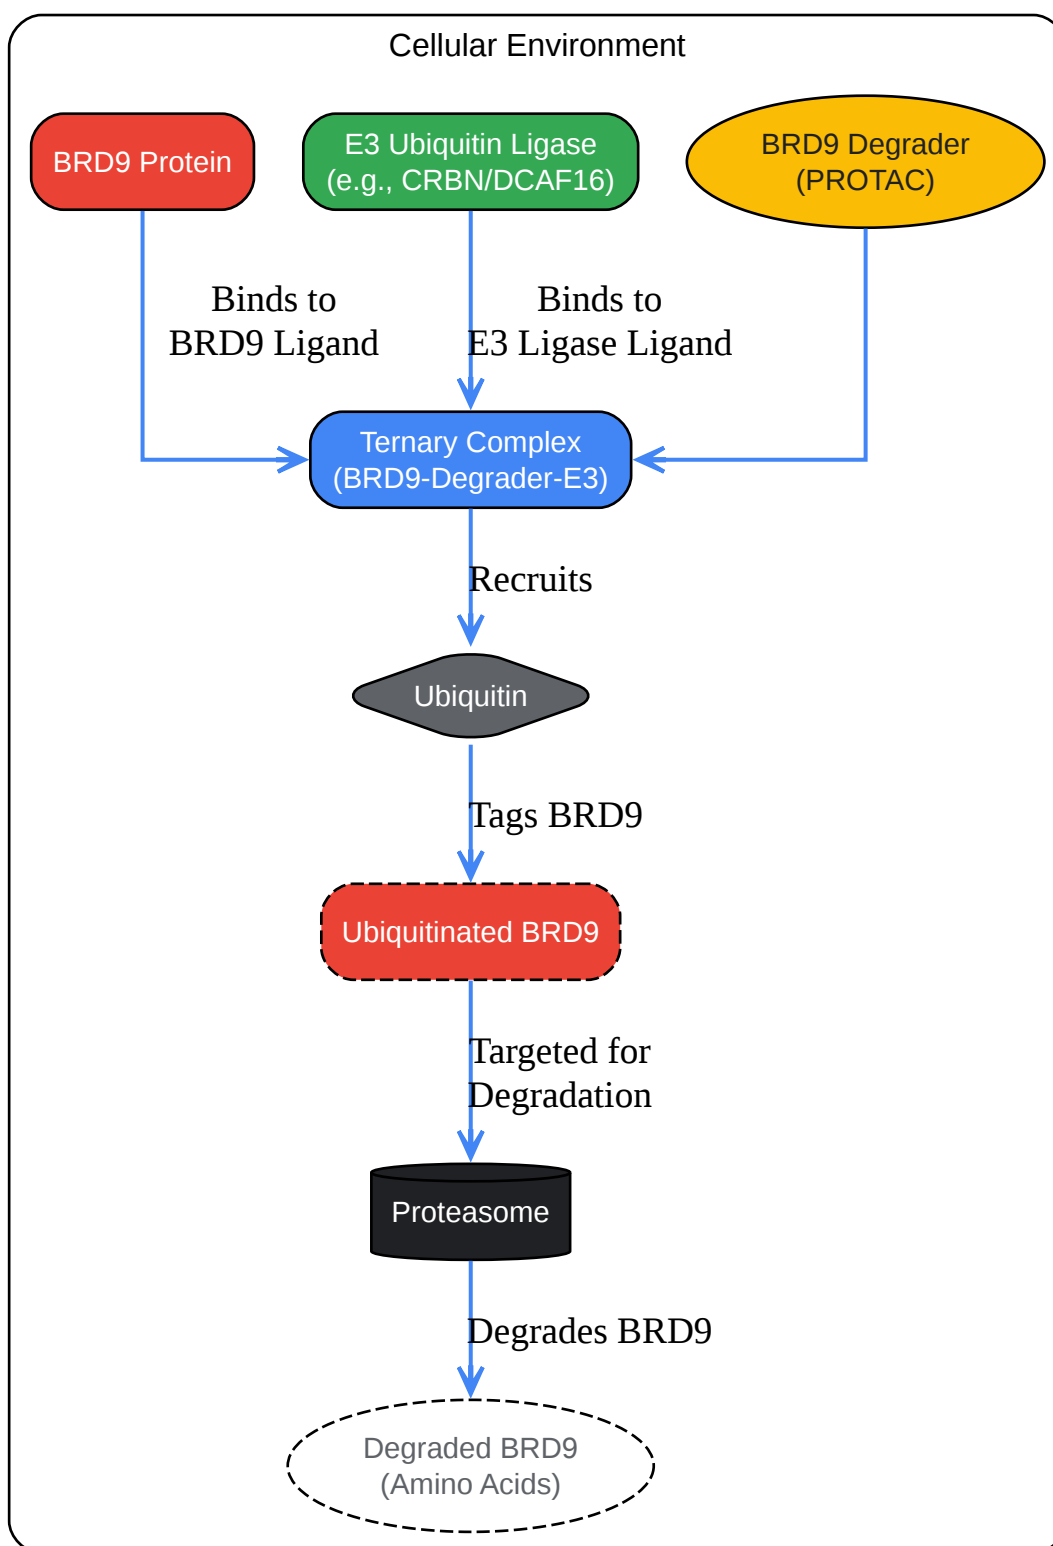 Cellular Environment
BRD9 Protein
E3 Ubiquitin Ligase
(e.g., CRBN/DCAF16)
BRD9 Degrader
(PROTAC)
Binds to
BRD9 Ligand
Binds to
E3 Ligase Ligand
Ternary Complex
(BRD9-Degrader-E3)
Recruits
Ubiquitin
Tags BRD9
Ubiquitinated BRD9
Targeted for
Degradation
Proteasome
Degrades BRD9
Degraded BRD9
(Amino Acids)